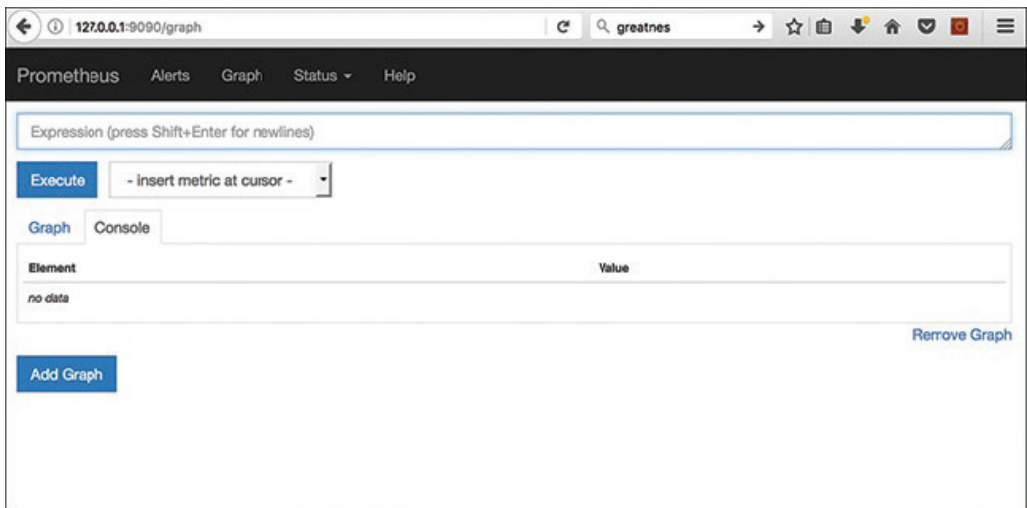 127.0.0.1:9090/graph greatnes
Prometheus Alerts Graph Status Help
Expression (press Shift+Enter for newlines)
Execute - insert metric at cursor -
Graph Console
Element Value
no data
Remove Graph
Add Graph